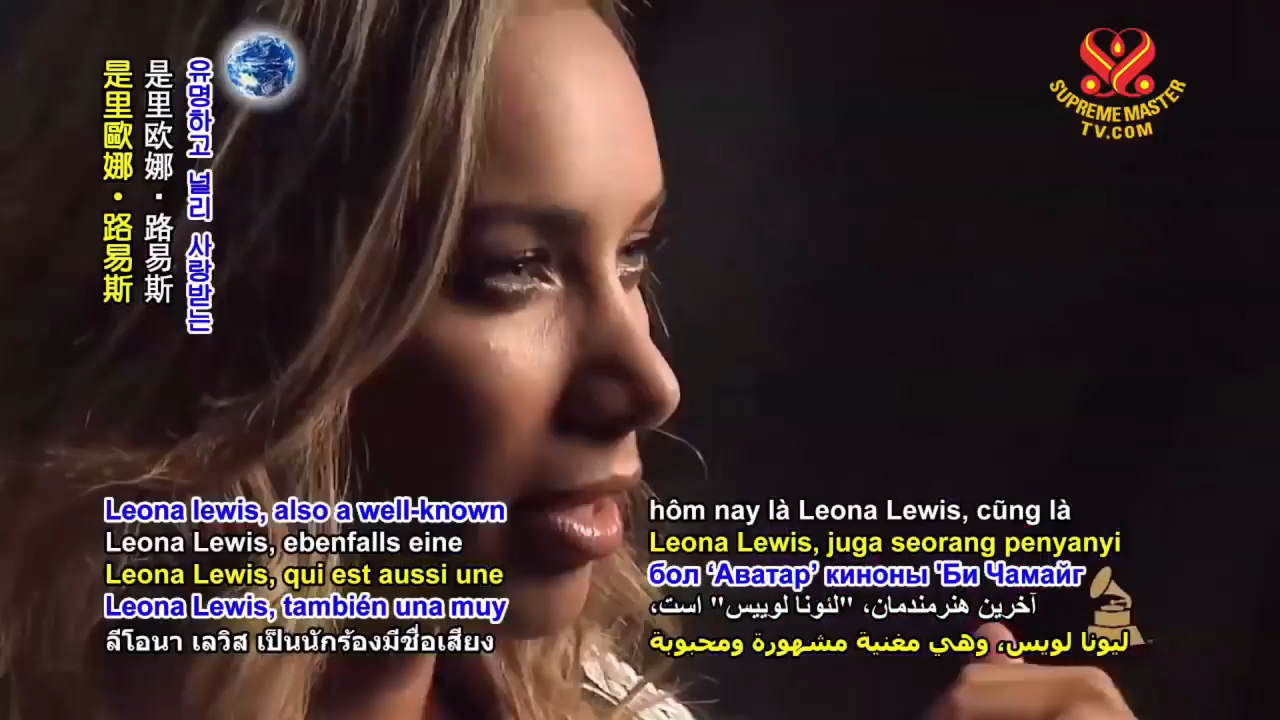 是里歐娜・路易斯
是里欧娜・路易斯
유명하고 널리 사랑받는
SUPREME MASTER
TV.COM
Leona lewis, also a well-known
Leona Lewis, ebenfalls eine
Leona Lewis, qui est aussi une
Leona Lewis, también una muy
ลีโอนา เลวิส เป็นนักร้องมีชื่อเสียง
hôm nay là Leona Lewis, cũng là
Leona Lewis, juga seorang penyanyi
бол ‘Аватар’ киноны 'Би Чамайг
آخرین هنرمندمان، "لئونا لوییس" است،
ليونا لويس، وهي مغنية مشهورة ومحبوبة